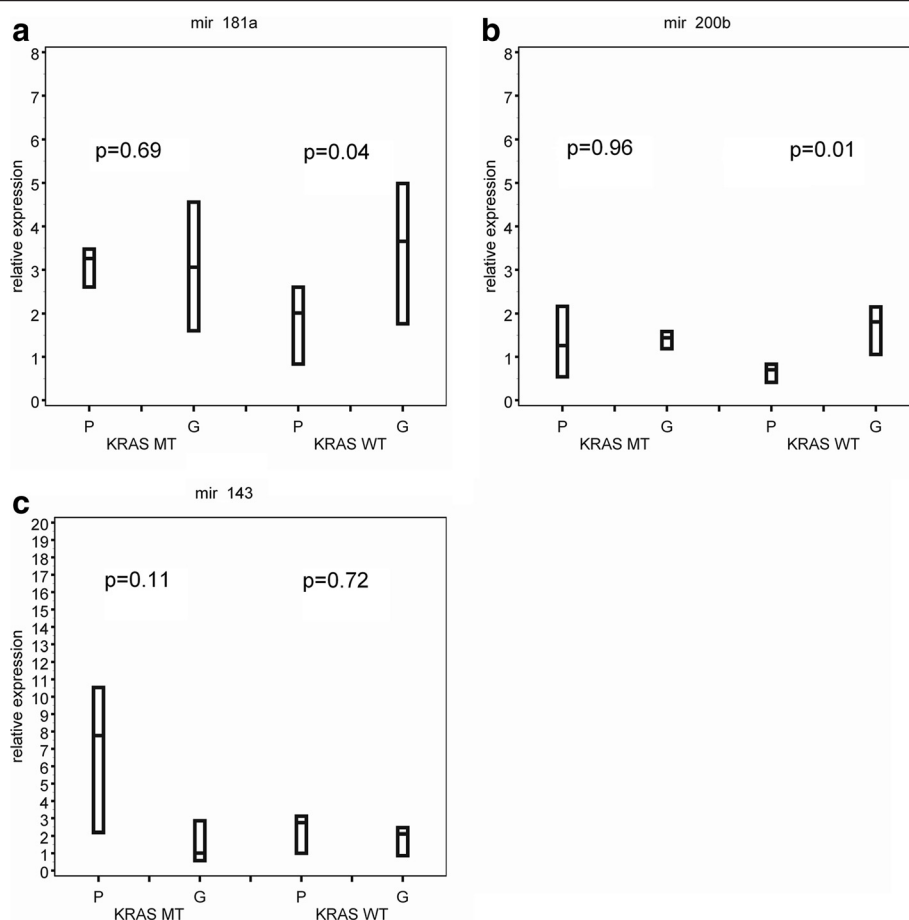 a
mir 181a
8
7
6
5
4
3
2
1
0
relative expression
p=0.69
p=0.04
P
G
P
G
KRAS MT
KRAS WT
b
mir 200b
8
7
6
5
4
3
2
1
0
relative expression
p=0.96
p=0.01
P
G
P
G
KRAS MT
KRAS WT
c
mir 143
20
19
18
17
16
15
14
13
12
11
10
9
8
7
6
5
4
3
2
1
0
relative expression
p=0.11
p=0.72
P
G
P
G
KRAS MT
KRAS WT